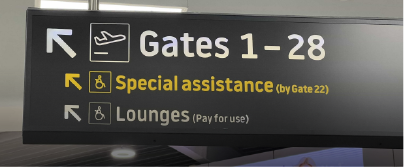 Gates 1 – 28
Special assistance (by Gate 22)
Lounges (Pay for use)